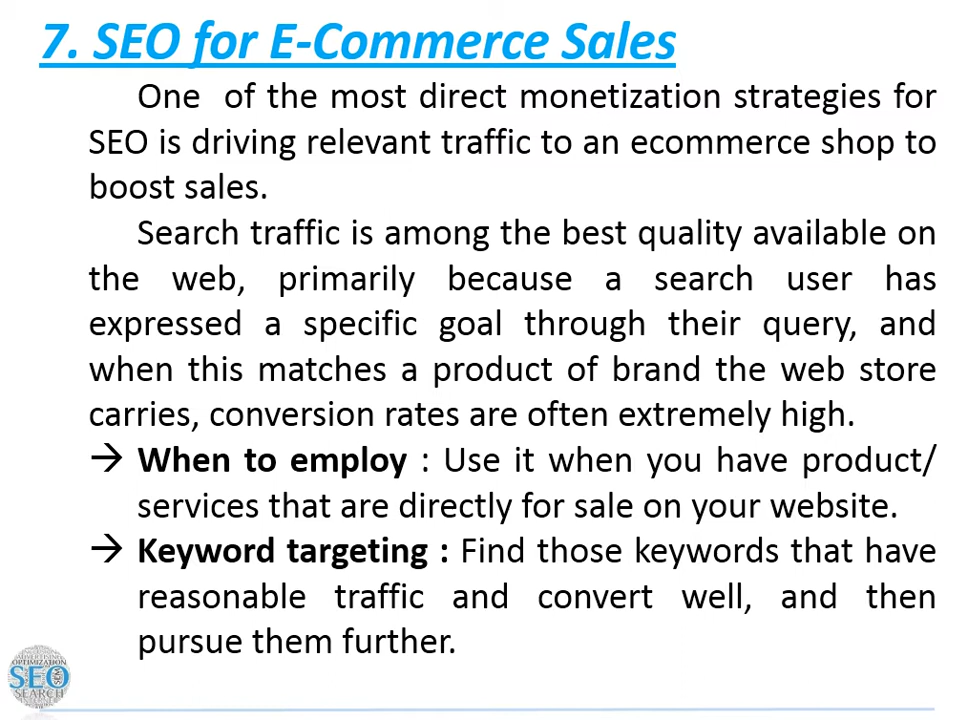 7. SEO for E-Commerce Sales
One of the most direct monetization strategies for
SEO is driving relevant traffic to an ecommerce shop to
boost sales.
Search traffic is among the best quality available on
the web, primarily because a search user has
expressed a specific goal through their query, and
when this matches a product of brand the web store
carries, conversion rates are often extremely high.
→ When to employ : Use it when you have product/
services that are directly for sale on your website.
→ Keyword targeting : Find those keywords that have
reasonable traffic and convert well, and then
pursue them further.
OPTIMIZATION
SEO
SEARCH